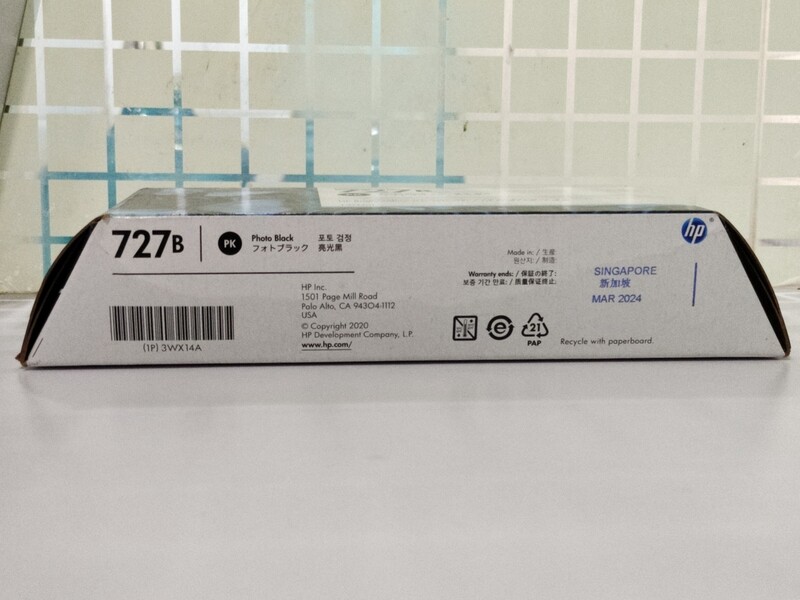 727B
PK
Photo Black 포토 검정
フォトブラック 亮光黑
(1P) 3WX14A
HP Inc.
1501 Page Mill Road
Palo Alto, CA 94304-1112
USA
© Copyright 2020
HP Development Company, L.P.
www.hp.com/
Made in: / 生産
원산지: / 制造
Warranty ends: / 保証の終了:
보증 기간 만료: / 质量保证终止:
SINGAPORE
新加坡
MAR 2024
hp
®
21
PAP
Recycle with paperboard.